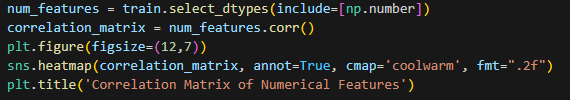 num_features = train.select_dtypes(include=[np.number])
correlation_matrix = num_features.corr()
plt.figure(figsize=(12,7))
sns.heatmap(correlation_matrix, annot=True, cmap='coolwarm', fmt=".2f")
plt.title('Correlation Matrix of Numerical Features')